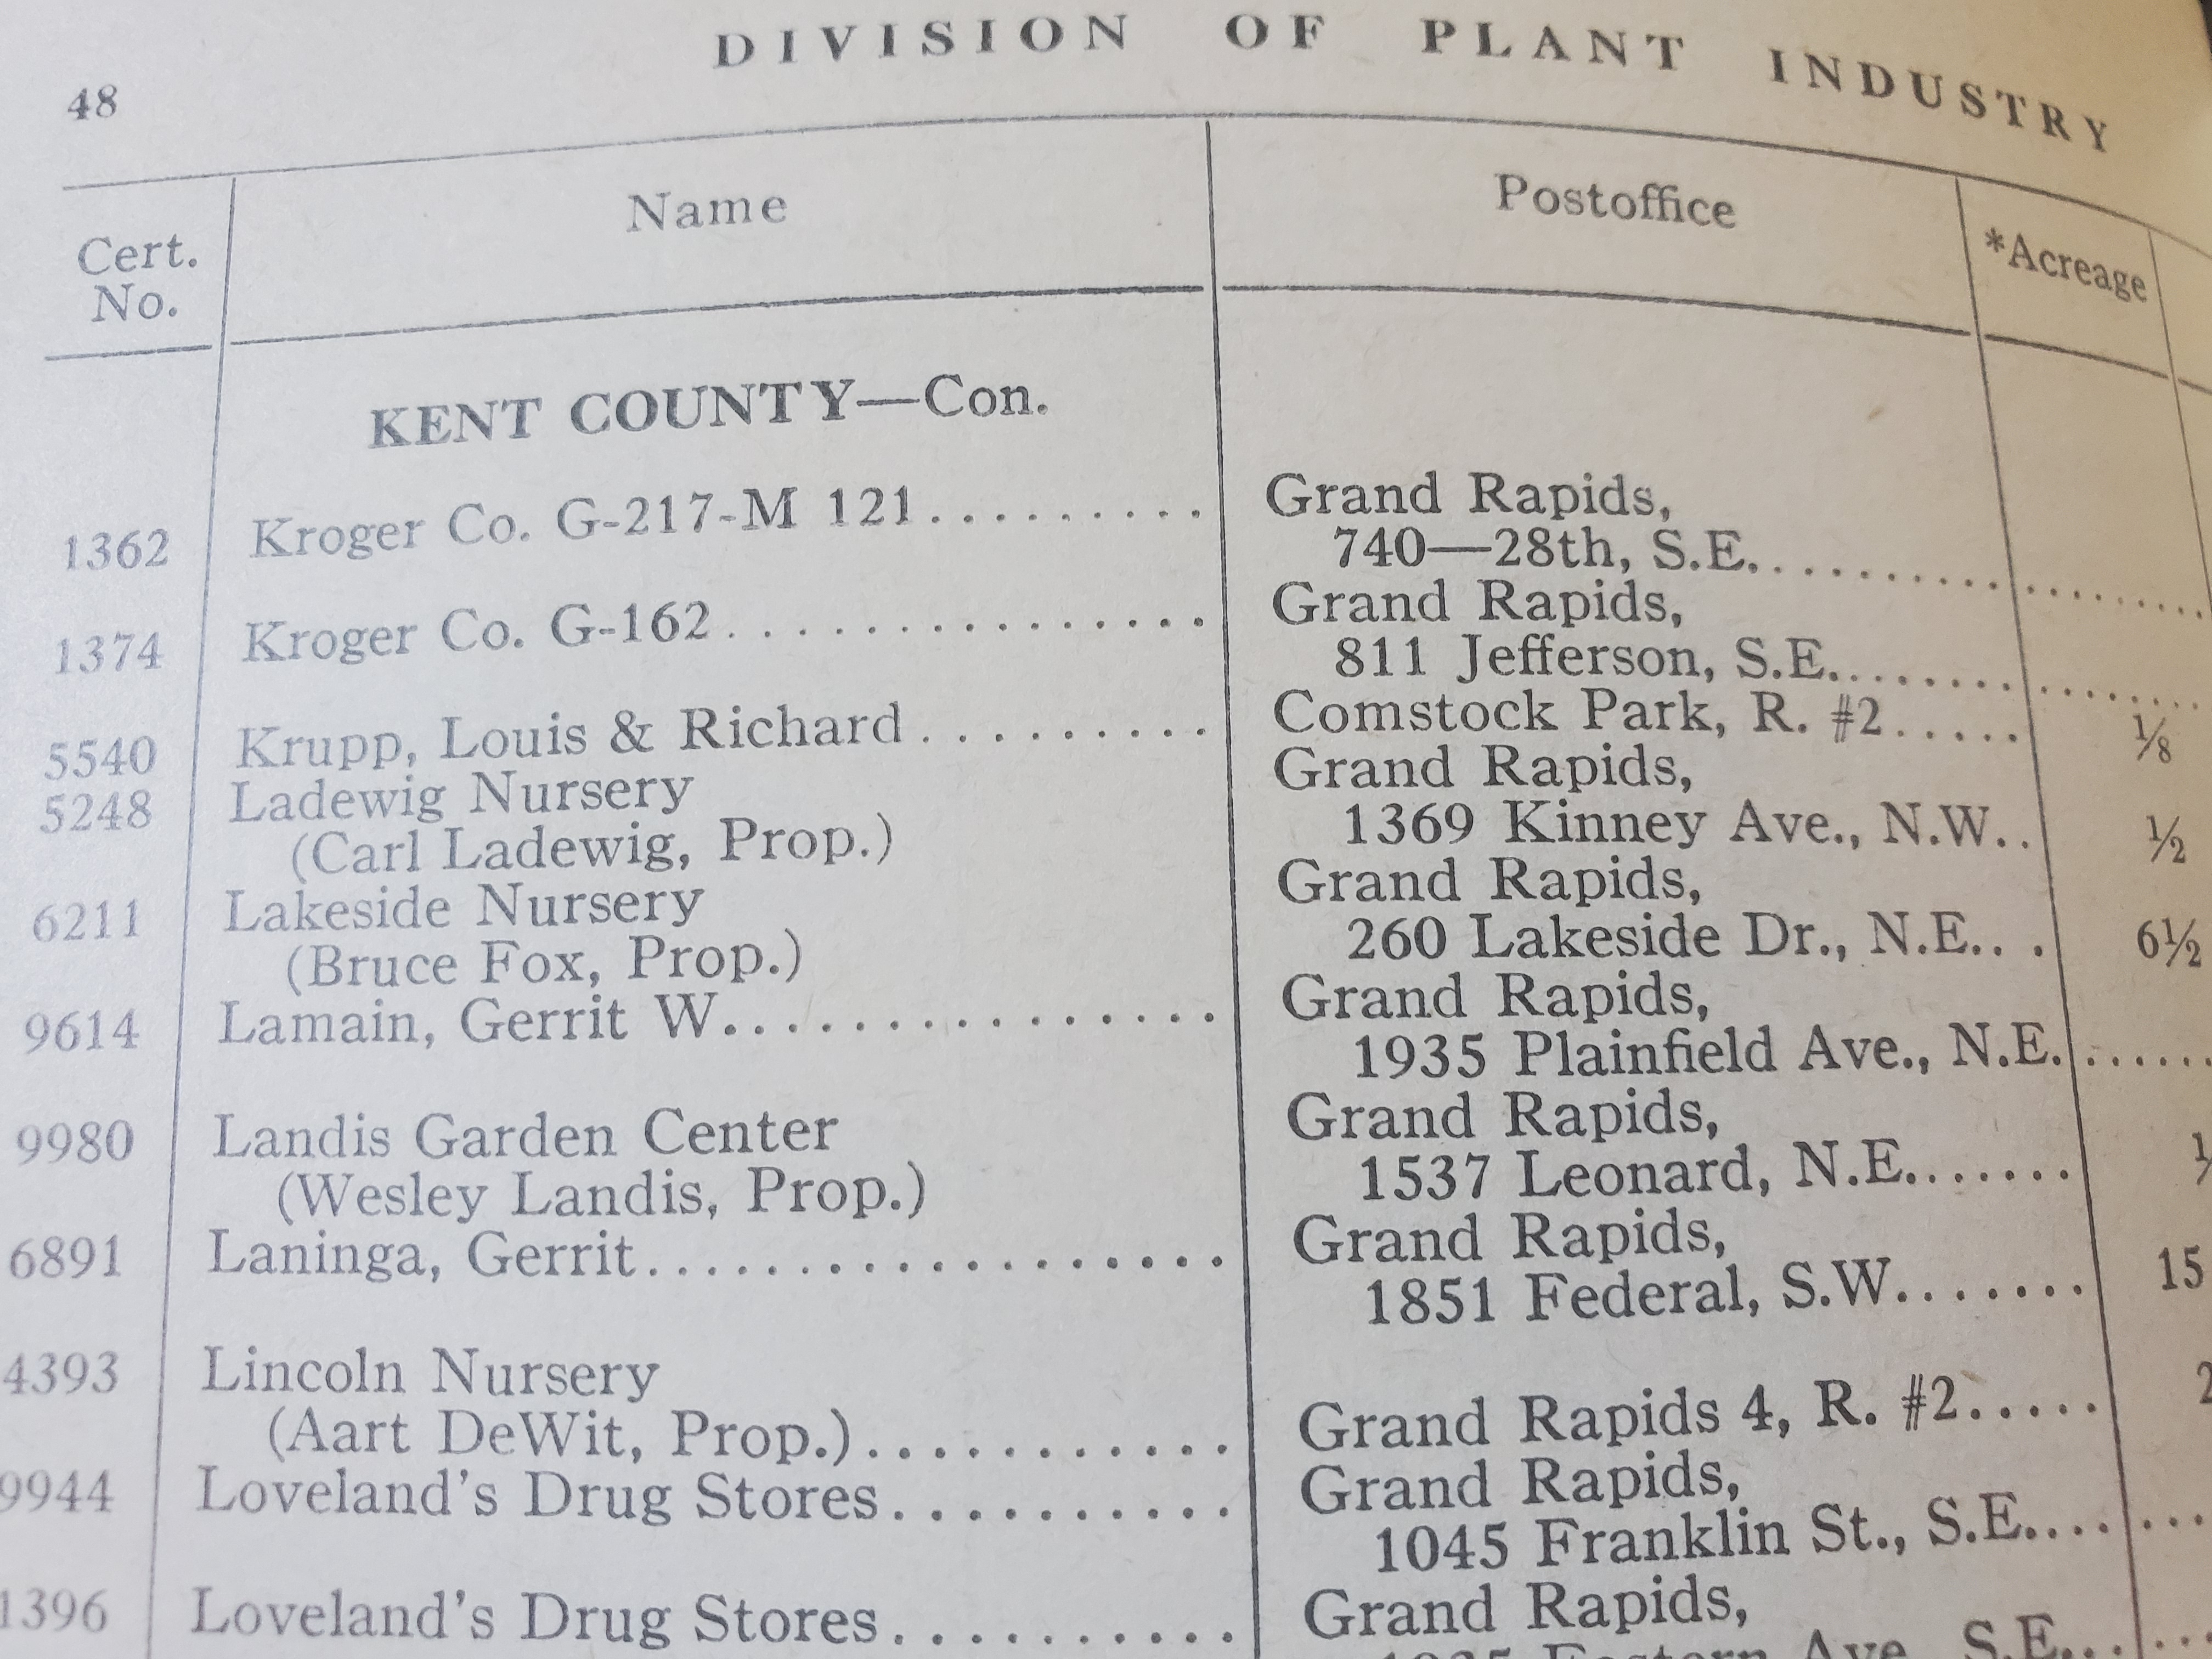 DIVISION OF PLANT INDUSTRY
48
Cert. No. Name Postoffice *Acreage
KENT COUNTY—Con.
1362 Kroger Co. G-217-M 121.......... Grand Rapids,
740—28th, S.E.
1374 Kroger Co. G-162................ Grand Rapids,
811 Jefferson, S.E.
5540 Krupp, Louis & Richard.......... Comstock Park, R. #2...... ⅛
5248 Ladewig Nursery Grand Rapids,
(Carl Ladewig, Prop.) 1369 Kinney Ave., N.W.. ½
6211 Lakeside Nursery Grand Rapids,
(Bruce Fox, Prop.) 260 Lakeside Dr., N.E... 6½
9614 Lamain, Gerrit W................ Grand Rapids,
1935 Plainfield Ave., N.E.
9980 Landis Garden Center Grand Rapids,
(Wesley Landis, Prop.) 1537 Leonard, N.E.......
6891 Laninga, Gerrit................... Grand Rapids,
1851 Federal, S.W....... 15
4393 Lincoln Nursery
(Aart DeWit, Prop.)............ Grand Rapids 4, R. #2..... 2
9944 Loveland's Drug Stores........... Grand Rapids,
1045 Franklin St., S.E.
1396 Loveland's Drug Stores........... Grand Rapids,
Eastern Ave., S.E.